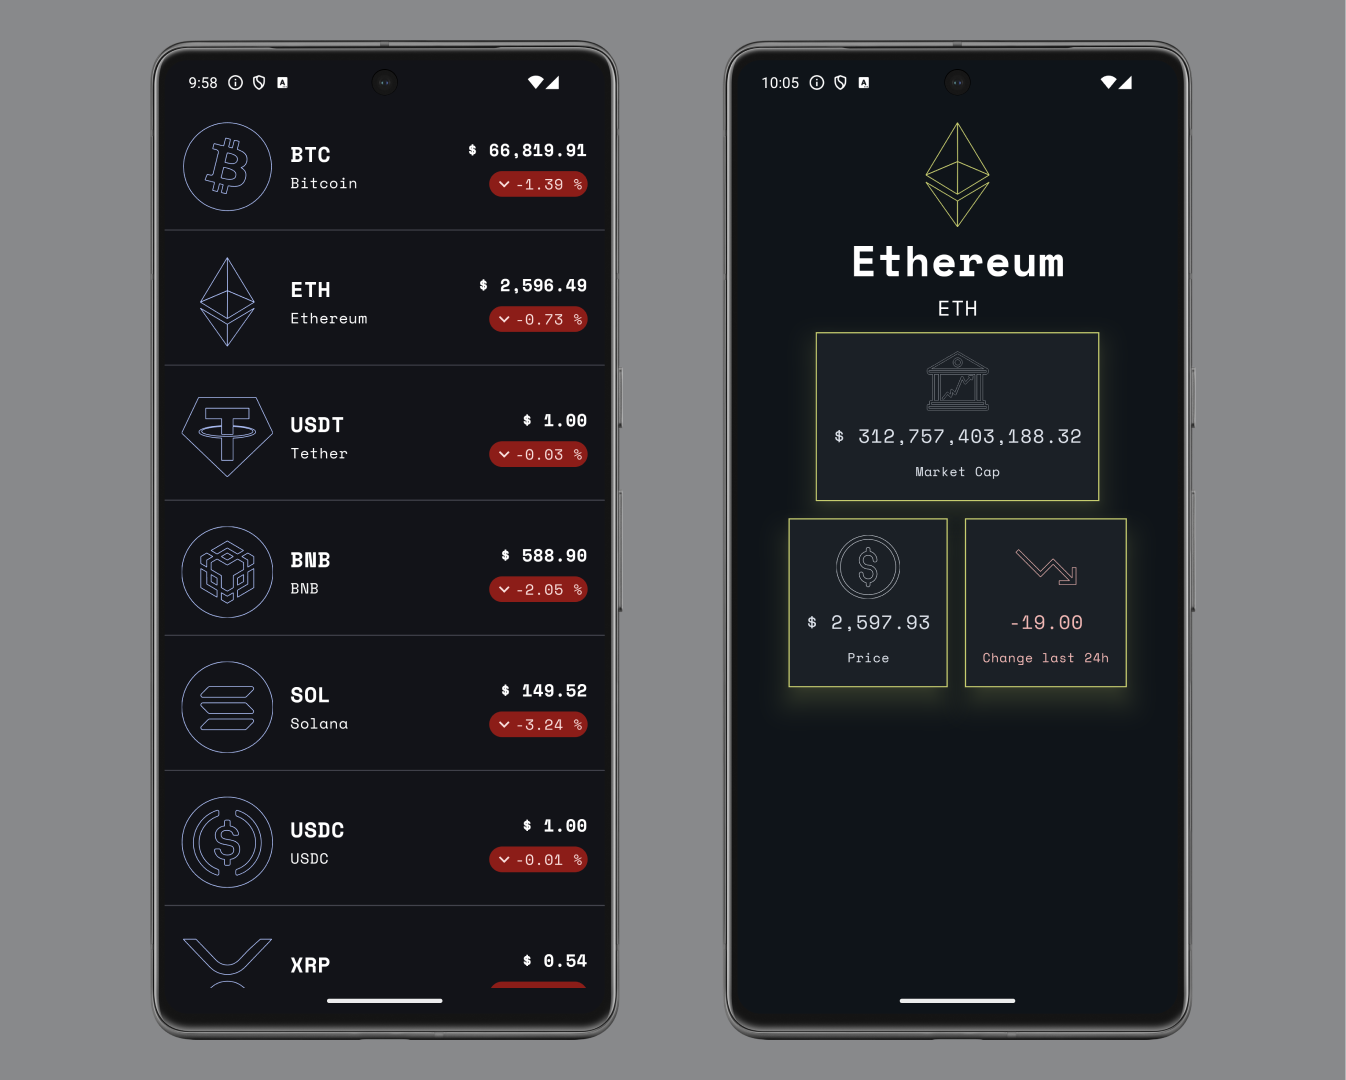 9:58
BTC
Bitcoin
$ 66,819.91
-1.39 %
ETH
Ethereum
$ 2,596.49
-0.73 %
USDT
Tether
$ 1.00
-0.03 %
BNB
BNB
$ 588.90
-2.05 %
SOL
Solana
$ 149.52
-3.24 %
USDC
USDC
$ 1.00
-0.01 %
XRP
$ 0.54
10:05
Ethereum
ETH
$ 312,757,403,188.32
Market Cap
$ 2,597.93
Price
-19.00
Change last 24h